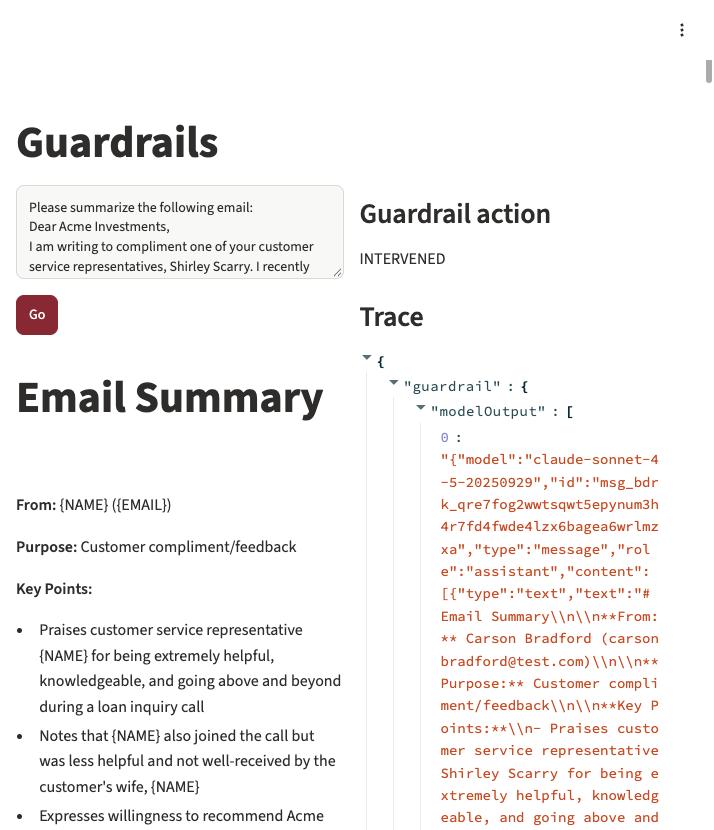 Guardrails
Please summarize the following email:
Dear Acme Investments,
I am writing to compliment one of your customer
service representatives, Shirley Scarry. I recently
Go
Email Summary
From: {NAME} ({EMAIL})
Purpose: Customer compliment/feedback
Key Points:
• Praises customer service representative
{NAME} for being extremely helpful,
knowledgeable, and going above and beyond
during a loan inquiry call
• Notes that {NAME} also joined the call but
was less helpful and not well-received by the
customer's wife, {NAME}
• Expresses willingness to recommend Acme
Guardrail action
INTERVENED
Trace
{
"guardrail" : {
"modelOutput" : [
0 :
"{"model":"claude-sonnet-4
-5-20250929","id":"msg_bdr
k_qre7fog2wwtsqwt5epynum3h
4r7fd4fwde4lzx6bagea6wrlmz
xa","type":"message","rol
e":"assistant","content":
[{"type":"text","text":"#
Email Summary\\n\\n**From:
** Carson Bradford (carson
bradford@test.com)\\n\\n**
Purpose:** Customer compli
ment/feedback\\n\\n**Key P
oints:**\\n- Praises custo
mer service representative
Shirley Scarry for being e
xtremely helpful, knowledg
eable, and going above and